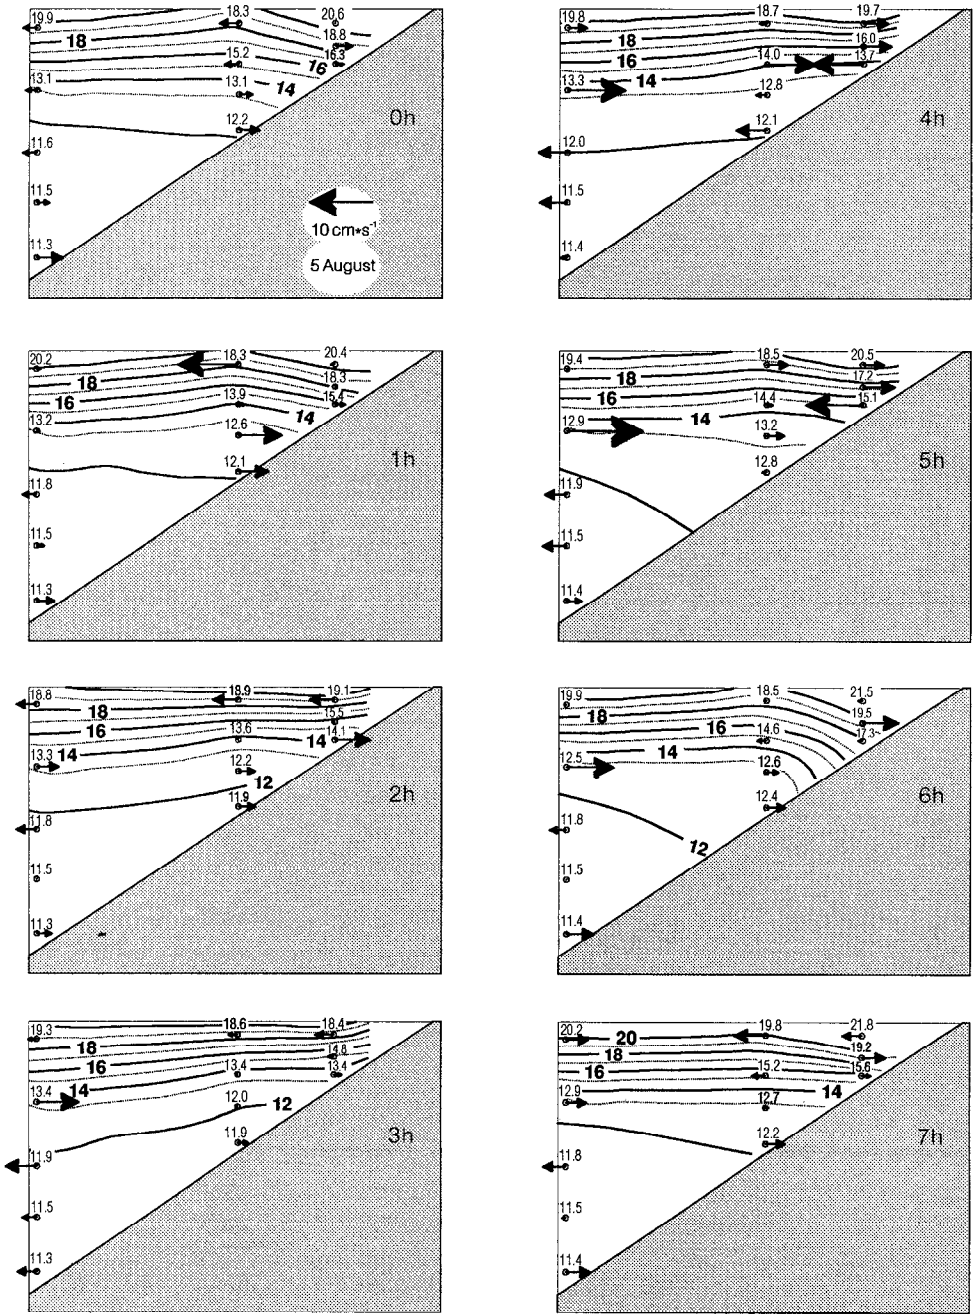 19.9 18.3 20.6
18 18.8
15.2 16.3
16
13.1 13.1 14
12.2 0h
11.6
11.5
10 cm•s⁻¹
11.3 5 August
19.8 18.7 19.7
18 16.0
16 14.0 13.7
13.3 14 12.8
12.1 4h
12.0
11.5
11.4
20.2 18.3 20.4
18 18.3
16 13.9 15.4
13.2 12.6 14
12.1 1h
11.8
11.5
11.3
19.4 18.5 20.5
18 17.2
16 14.4 15.1
12.9 14 13.2
12.8 5h
11.9
11.5
11.4
18.8 18.9 19.1
18 15.5
16 13.6 14.1
13.3 14 12.2 14
12
11.9 2h
11.8
11.5
11.3
19.9 18.5 21.5
18 19.5
16 14.6 17.3
12.5 14 12.6
12.4 6h
11.8
12
11.5
11.4
19.3 18.6 18.4
18 14.8
16 13.4 13.4
13.4 14 12.0 12
11.9 3h
11.9
11.5
11.3
20.2 20 19.8 21.8
18 19.2
16 15.2 15.6
12.9 12.7 14
12.2 7h
11.8
11.5
11.4